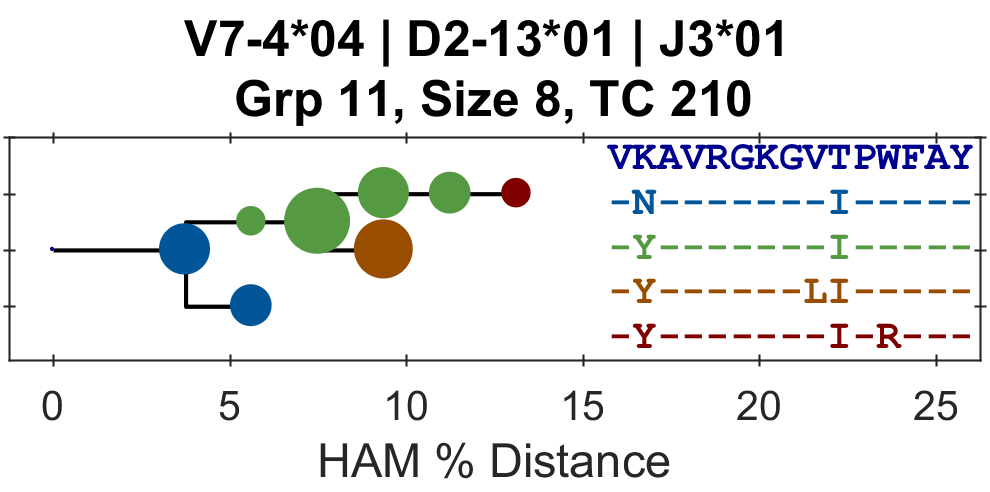 V7-4*04 | D2-13*01 | J3*01
Grp 11, Size 8, TC 210
VKAVRGKGVTPWFAY
-N-------I-----
-Y-------I-----
-Y------LI-----
-Y-------I-R---
0 5 10 15 20 25
HAM % Distance